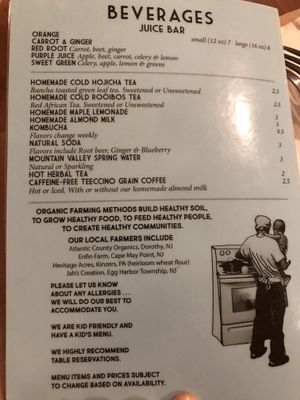 BEVERAGES
JUICE BAR
ORANGE small (12 oz) 7 large (16 oz) 8
CARROT & GINGER
RED ROOT Carrot, beet, ginger
PURPLE JUICE Apple, beet, carrot, celery & lemon
SWEET GREEN Celery, apple, lemon & greens
HOMEMADE COLD HOJICHA TEA
Bancha toasted green leaf tea. Sweetened or Unsweetened 2.5
HOMEMADE COLD ROOIBOS TEA
Red African Tea. Sweetened or Unsweetened 2.5
HOMEMADE MAPLE LEMONADE 3
HOMEMADE ALMOND MILK
KOMBUCHA
Flavors change weekly 4
NATURAL SODA
Flavors include Root beer, Ginger & Blueberry 3
MOUNTAIN VALLEY SPRING WATER
Natural or Sparkling 3
HOT HERBAL TEA 2
CAFFEINE-FREE TEECCINO GRAIN COFFEE 2.5
Hot or Iced. With or without our homemade almond milk
ORGANIC FARMING METHODS BUILD HEALTHY SOIL,
TO GROW HEALTHY FOOD, TO FEED HEALTHY PEOPLE,
TO CREATE HEALTHY COMMUNITIES.
OUR LOCAL FARMERS INCLUDE
Atlantic County Organics, Dorothy, NJ
Enfin Farm, Cape May Point, NJ
Heritage Acres, Kinzers, PA (heirloom wheat flour)
Jah's Creation, Egg Harbor Township, NJ
PLEASE LET US KNOW
ABOUT ANY ALLERGIES . . .
WE WILL DO OUR BEST TO
ACCOMODATE YOU.
WE ARE KID FRIENDLY AND
HAVE A KID'S MENU.
WE HIGHLY RECOMMEND
TABLE RESERVATIONS.
MENU ITEMS AND PRICES SUBJECT
TO CHANGE BASED ON AVAILABILITY.